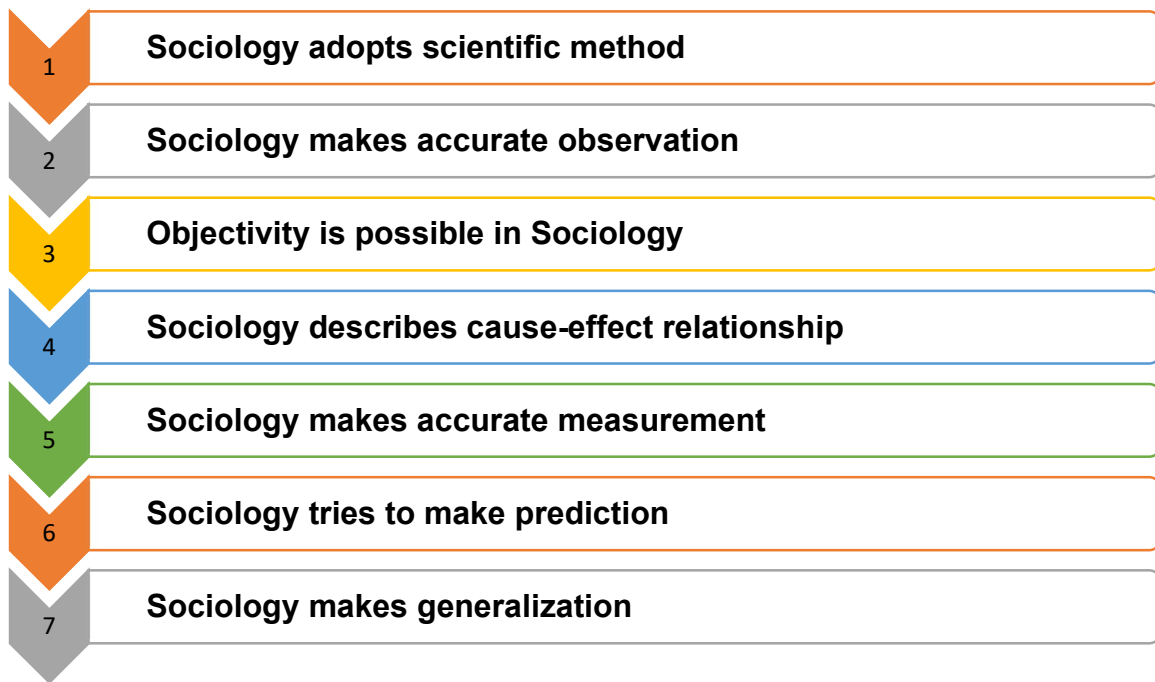 1 Sociology adopts scientific method
2 Sociology makes accurate observation
3 Objectivity is possible in Sociology
4 Sociology describes cause-effect relationship
5 Sociology makes accurate measurement
6 Sociology tries to make prediction
7 Sociology makes generalization